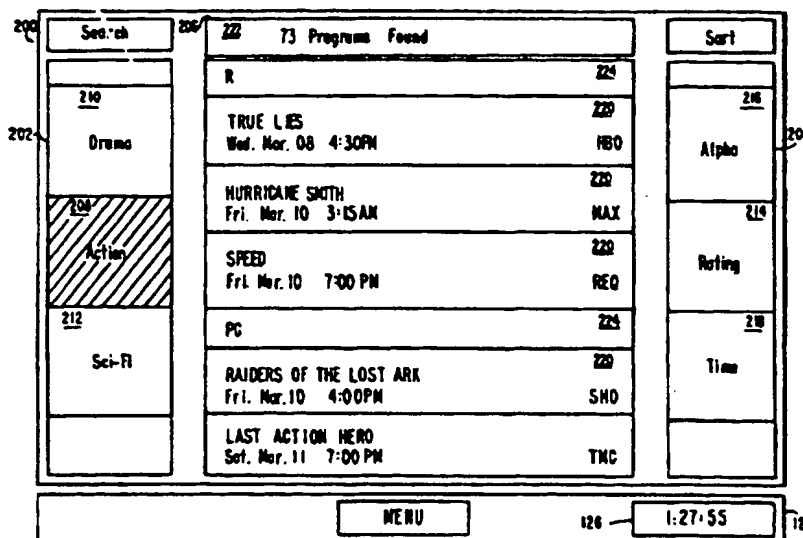 200 Search 206 222 73 Programs Found Sort
R 224
210 220 216
202 Drama TRUE LIES Alpha 20
Wed. Mar. 08 4:30PM HBO
208 220 214
Action HURRICANE SMITH Rating
Fri. Mar. 10 3:15AM MAX
220
SPEED
Fri. Mar. 10 7:00 PM REQ
212 PG 224 218
Sci-Fi 220 Time
RAIDERS OF THE LOST ARK
Fri. Mar. 10 4:00PM SHO
LAST ACTION HERO
Sat. Mar. 11 7:00 PM TMC
MENU 126 1:27:55 12